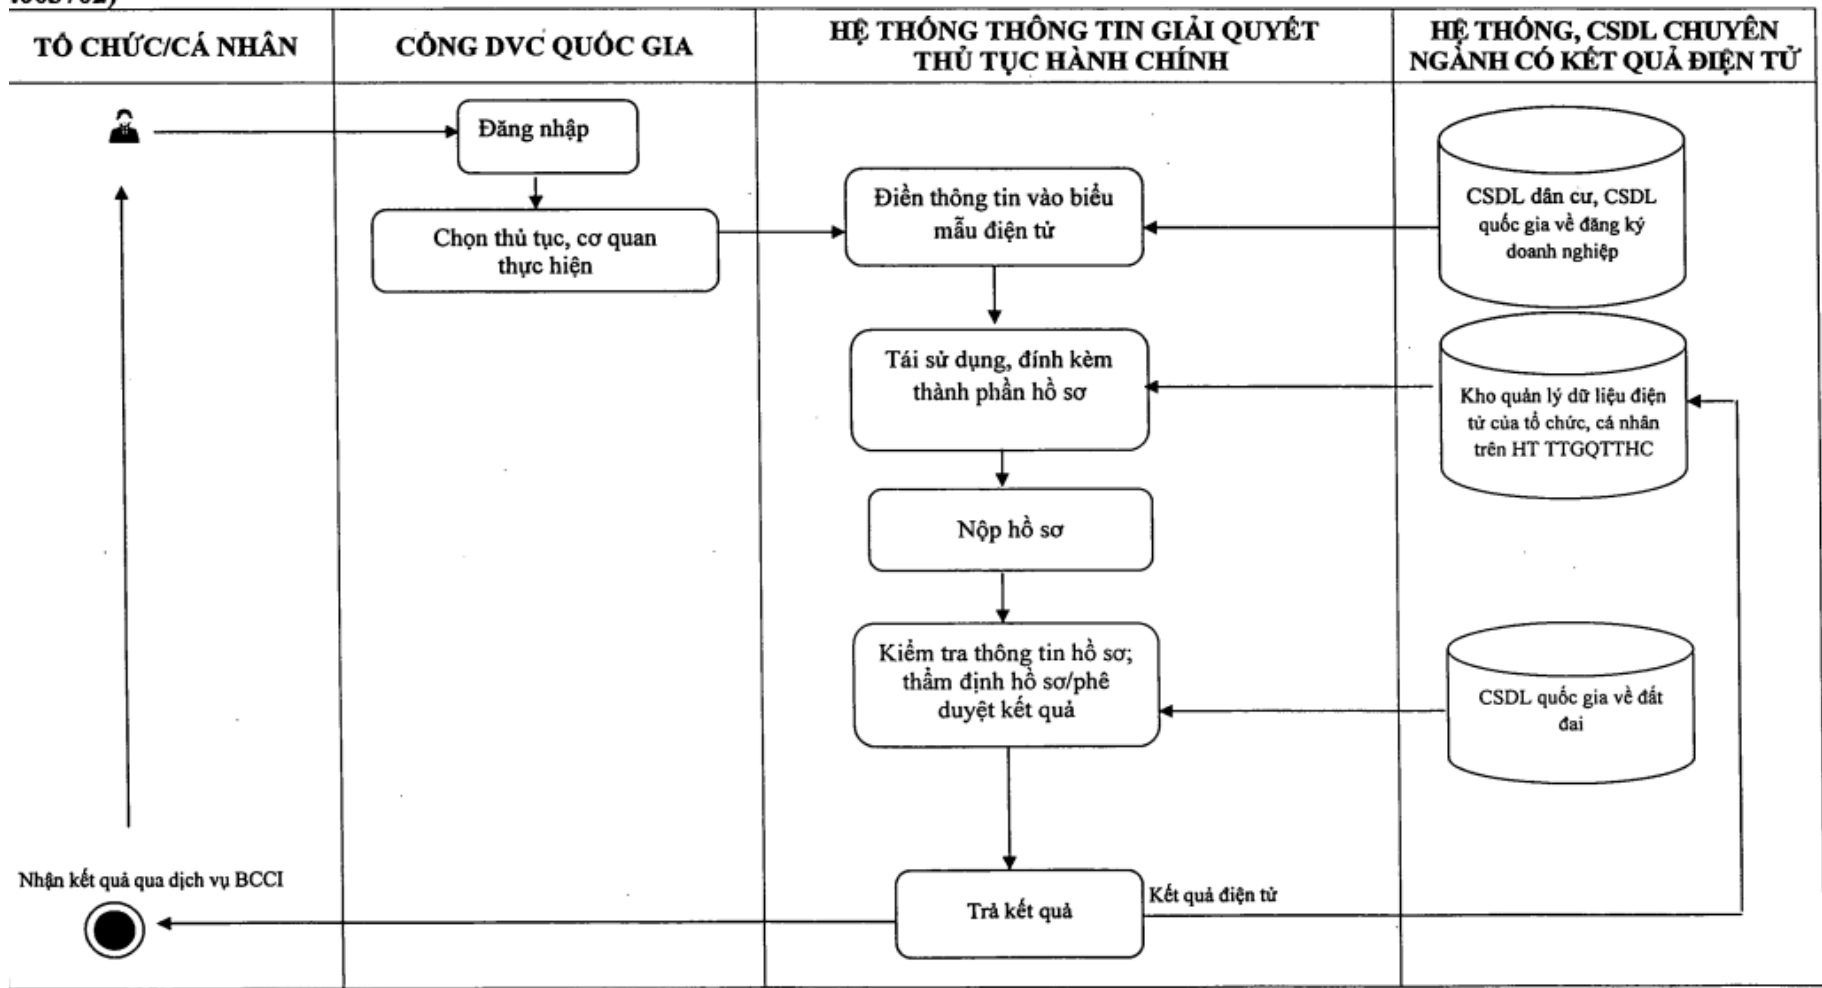 TỔ CHỨC/CÁ NHÂN
CỔNG DVC QUỐC GIA
HỆ THỐNG THÔNG TIN GIẢI QUYẾT
THỦ TỤC HÀNH CHÍNH
HỆ THỐNG, CSDL CHUYÊN
NGÀNH CÓ KẾT QUẢ ĐIỆN TỬ
Đăng nhập
Chọn thủ tục, cơ quan
thực hiện
Điền thông tin vào biểu
mẫu điện tử
CSDL dân cư, CSDL
quốc gia về đăng ký
doanh nghiệp
Tái sử dụng, đính kèm
thành phần hồ sơ
Kho quản lý dữ liệu điện
tử của tổ chức, cá nhân
trên HT TTGQTTHC
Nộp hồ sơ
Kiểm tra thông tin hồ sơ;
thẩm định hồ sơ/phê
duyệt kết quả
CSDL quốc gia về đất
đai
Nhận kết quả qua dịch vụ BCCI
Trả kết quả
Kết quả điện tử